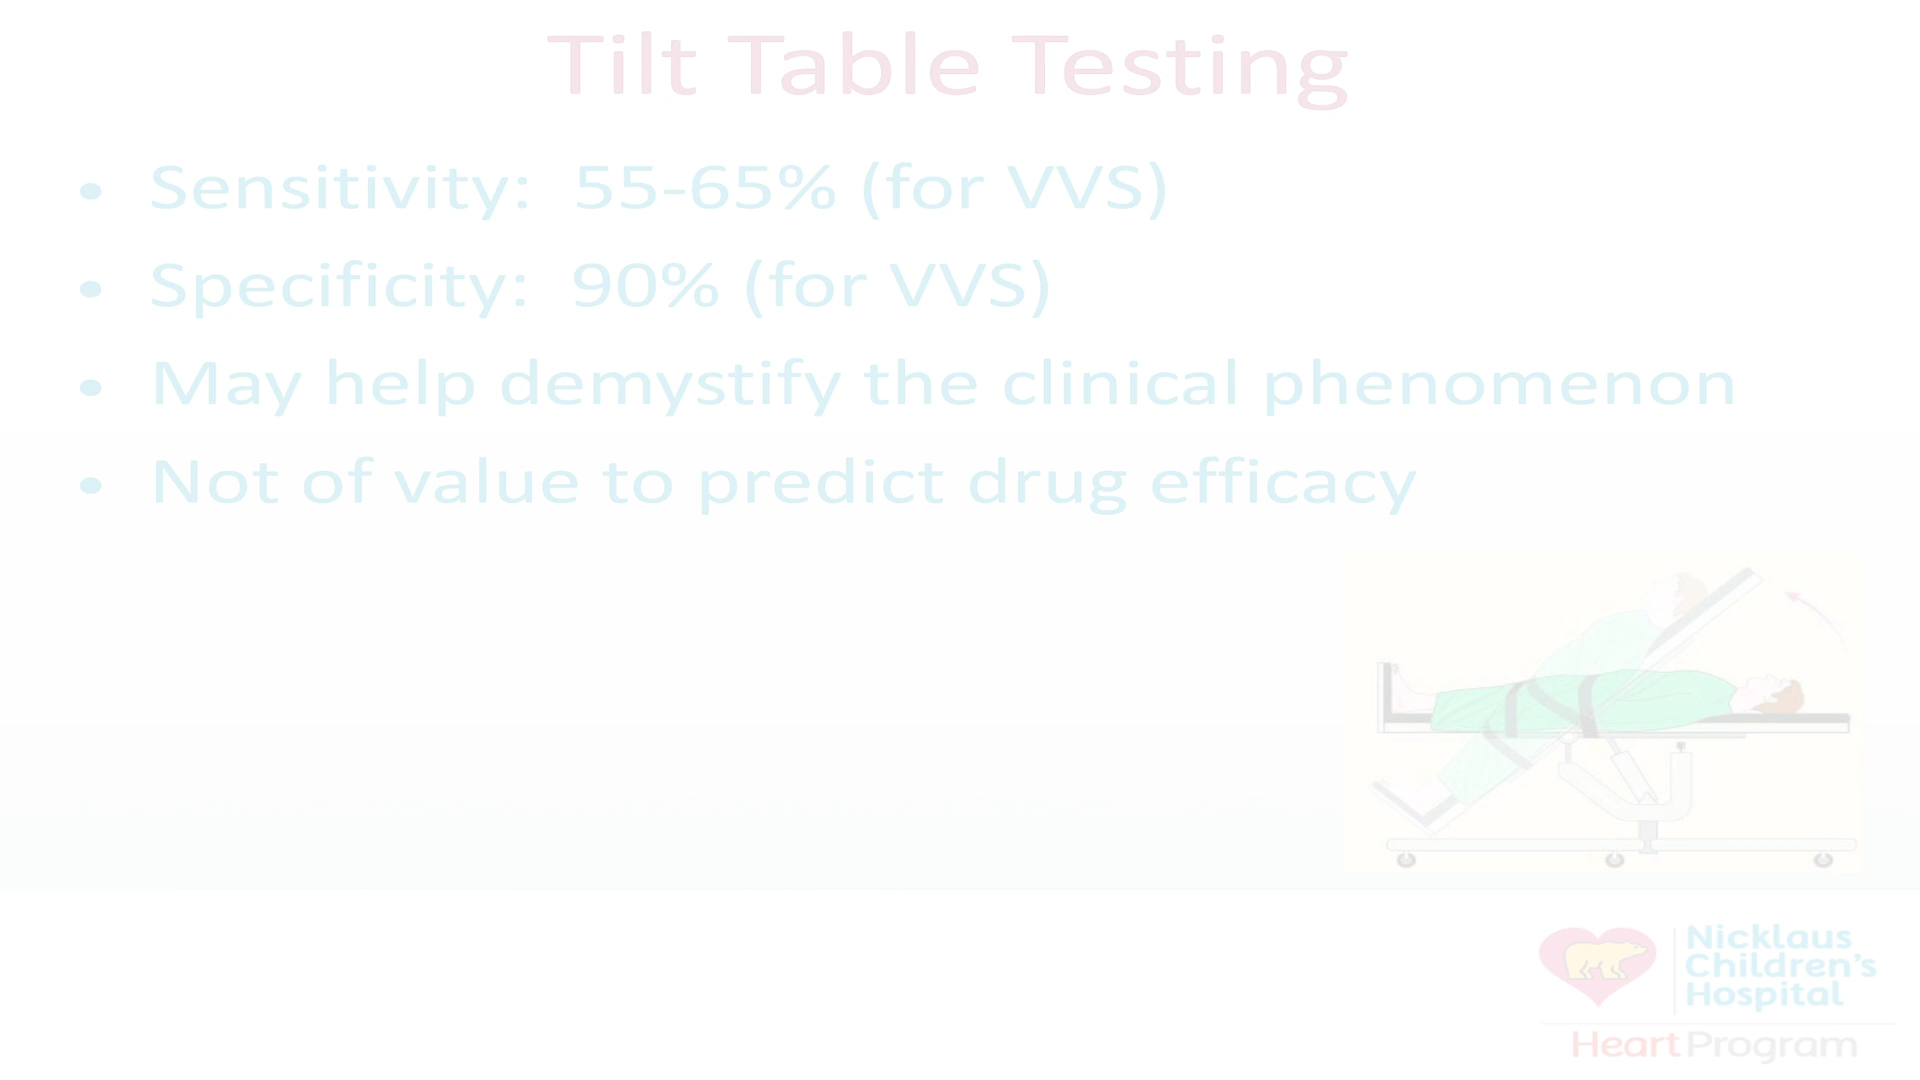 Tilt Table Testing
• Sensitivity: 55-65% (for VVS)
• Specificity: 90% (for VVS)
• May help demystify the clinical phenomenon
• Not of value to predict drug efficacy
Nicklaus
Children's
Hospital
Heart Program